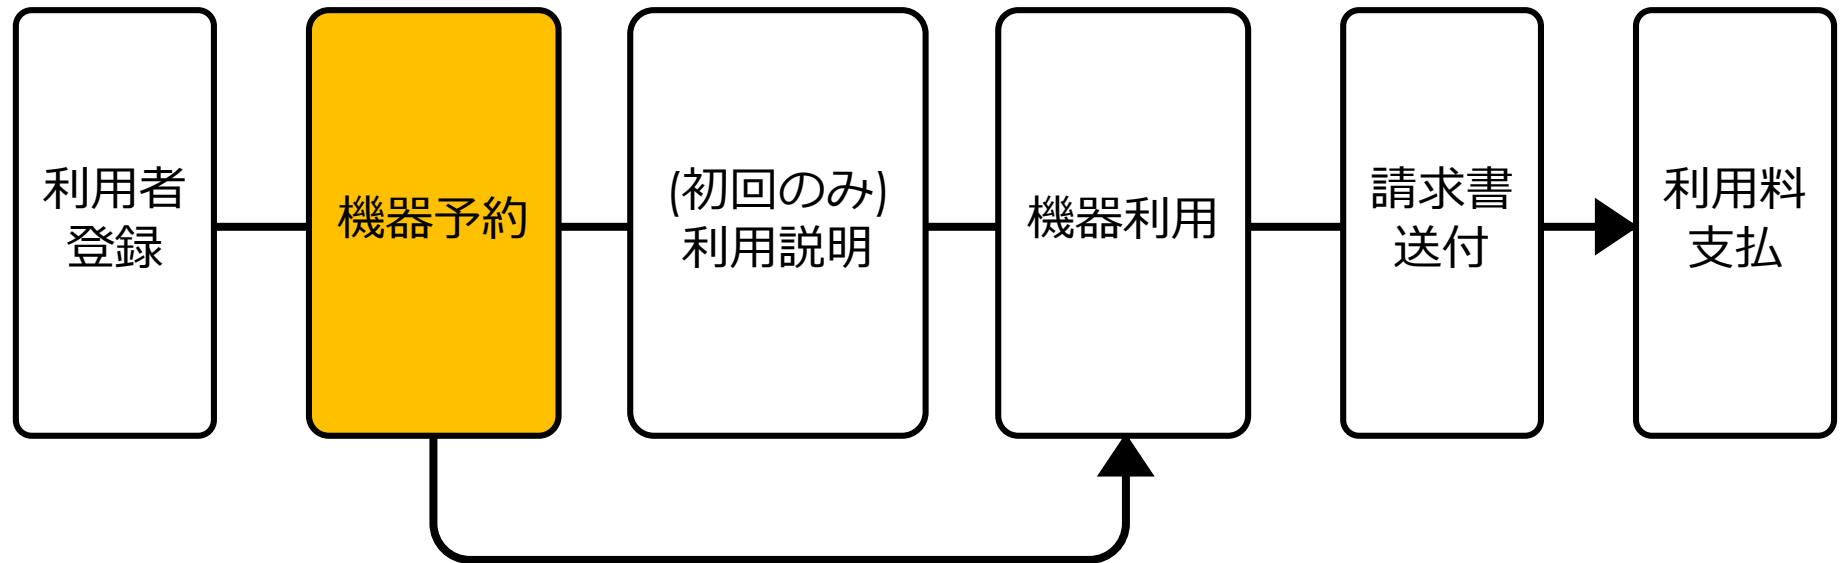 利用者
登録
機器予約
(初回のみ)
利用説明
機器利用
請求書
送付
利用料
支払